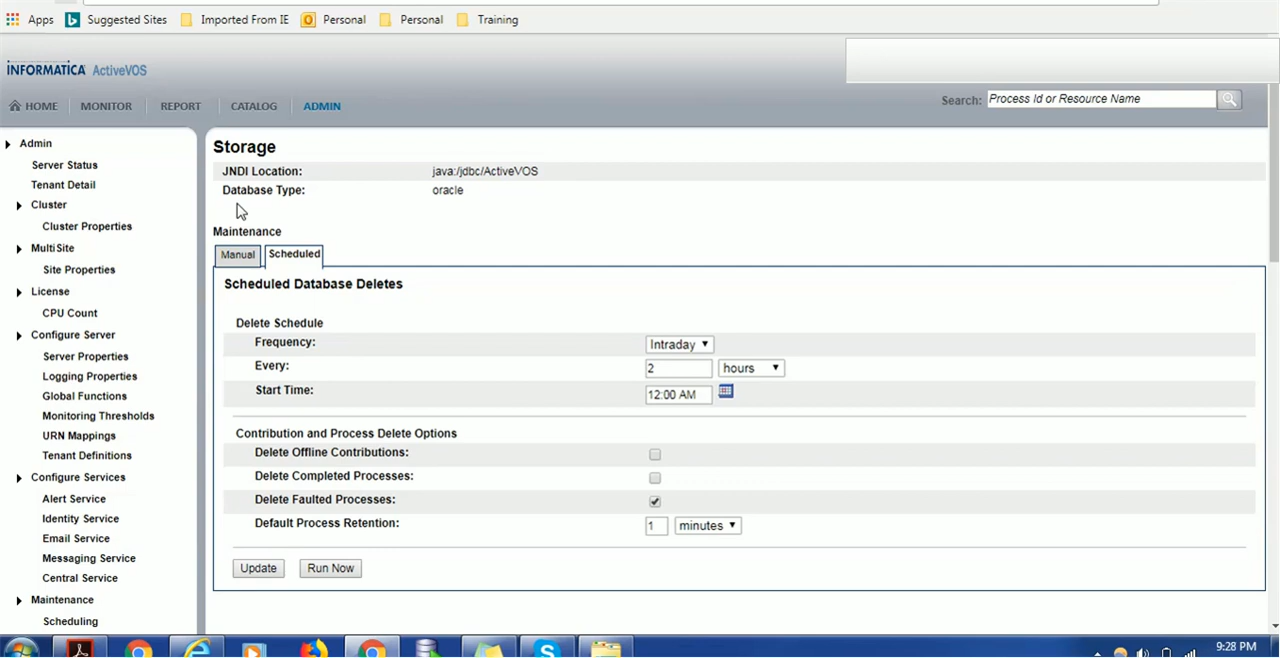 Apps Suggested Sites Imported From IE Personal Personal Training
INFORMATICA ActiveVOS
HOME MONITOR REPORT CATALOG ADMIN
Search: Process Id or Resource Name
Admin
Server Status
Tenant Detail
Cluster
Cluster Properties
MultiSite
Site Properties
License
CPU Count
Configure Server
Server Properties
Logging Properties
Global Functions
Monitoring Thresholds
URN Mappings
Tenant Definitions
Configure Services
Alert Service
Identity Service
Email Service
Messaging Service
Central Service
Maintenance
Scheduling
Storage
JNDI Location: java:/jdbc/ActiveVOS
Database Type: oracle
Maintenance
Manual Scheduled
Scheduled Database Deletes
Delete Schedule
Frequency: Intraday
Every: 2 hours
Start Time: 12:00 AM
Contribution and Process Delete Options
Delete Offline Contributions:
Delete Completed Processes:
Delete Faulted Processes:
Default Process Retention: 1 minutes
Update Run Now
9:28 PM